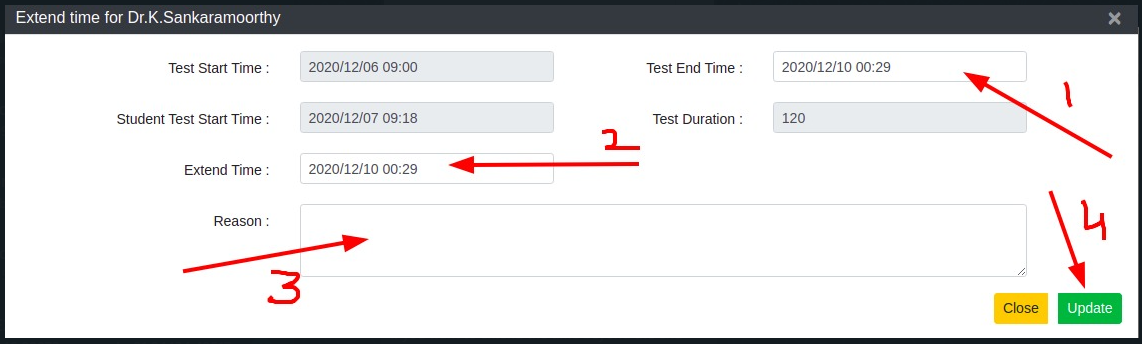 Extend time for Dr.K.Sankaramoorthy ×
Test Start Time : 2020/12/06 09:00 Test End Time : 2020/12/10 00:29
1
Student Test Start Time : 2020/12/07 09:18 Test Duration : 120
2
Extend Time : 2020/12/10 00:29
Reason :
4
3
Close Update